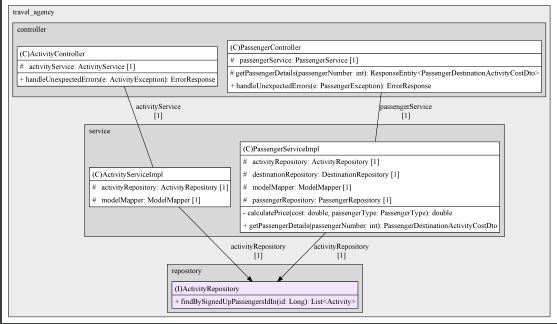 travel_agency
controller
(C)ActivityController
# activityService: ActivityService [1]
+ handleUnexpectedErrors(e: ActivityException): ErrorResponse
(C)PassengerController
# passengerService: PassengerService [1]
# getPassengerDetails(passengerNumber: int): ResponseEntity<PassengerDestinationActivityCostDto>
+ handleUnexpectedErrors(e: PassengerException): ErrorResponse
activityService
[1]
passengerService
[1]
service
(C)ActivityServiceImpl
# activityRepository: ActivityRepository [1]
# modelMapper: ModelMapper [1]
(C)PassengerServiceImpl
# activityRepository: ActivityRepository [1]
# destinationRepository: DestinationRepository [1]
# modelMapper: ModelMapper [1]
# passengerRepository: PassengerRepository [1]
- calculatePrice(cost: double, passengerType: PassengerType): double
+ getPassengerDetails(passengerNumber: int): PassengerDestinationActivityCostDto
activityRepository
[1]
activityRepository
[1]
repository
(I)ActivityRepository
+ findBySignedUpPassengersIdIn(id: Long): List<Activity>